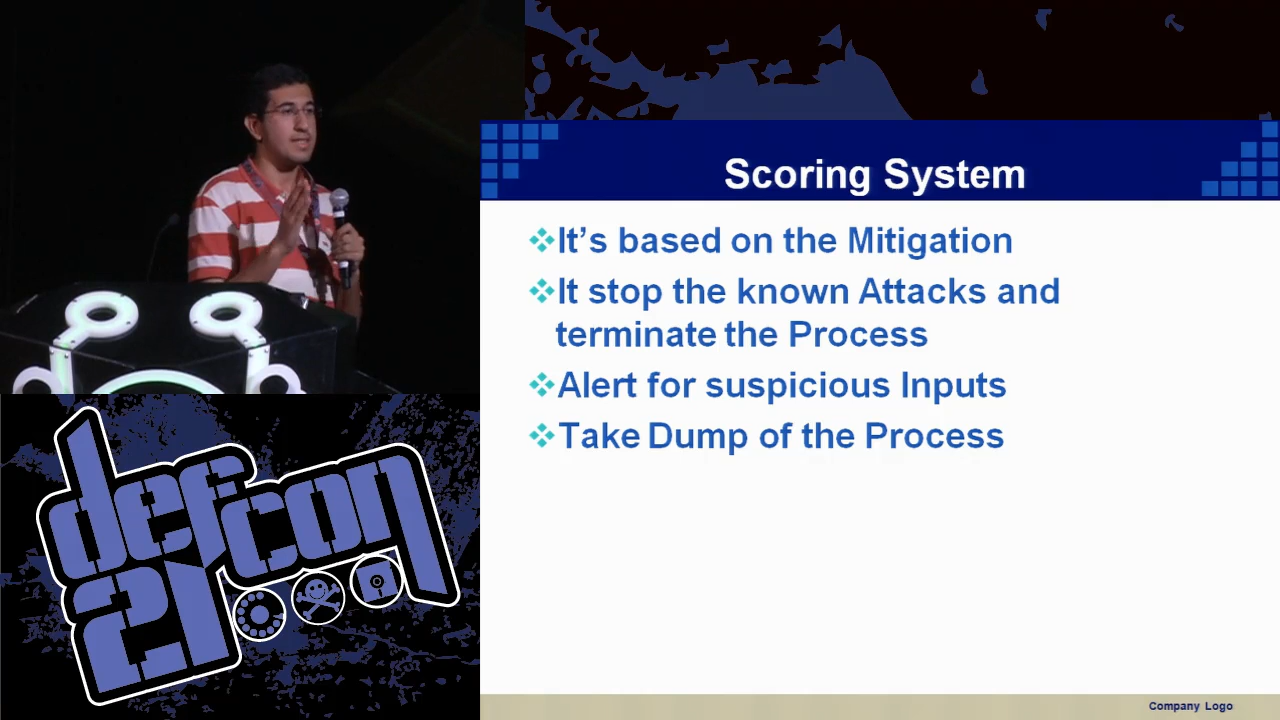 Scoring System
❖It's based on the Mitigation
❖It stop the known Attacks and
terminate the Process
❖Alert for suspicious Inputs
❖Take Dump of the Process
defcon
21
Company Logo